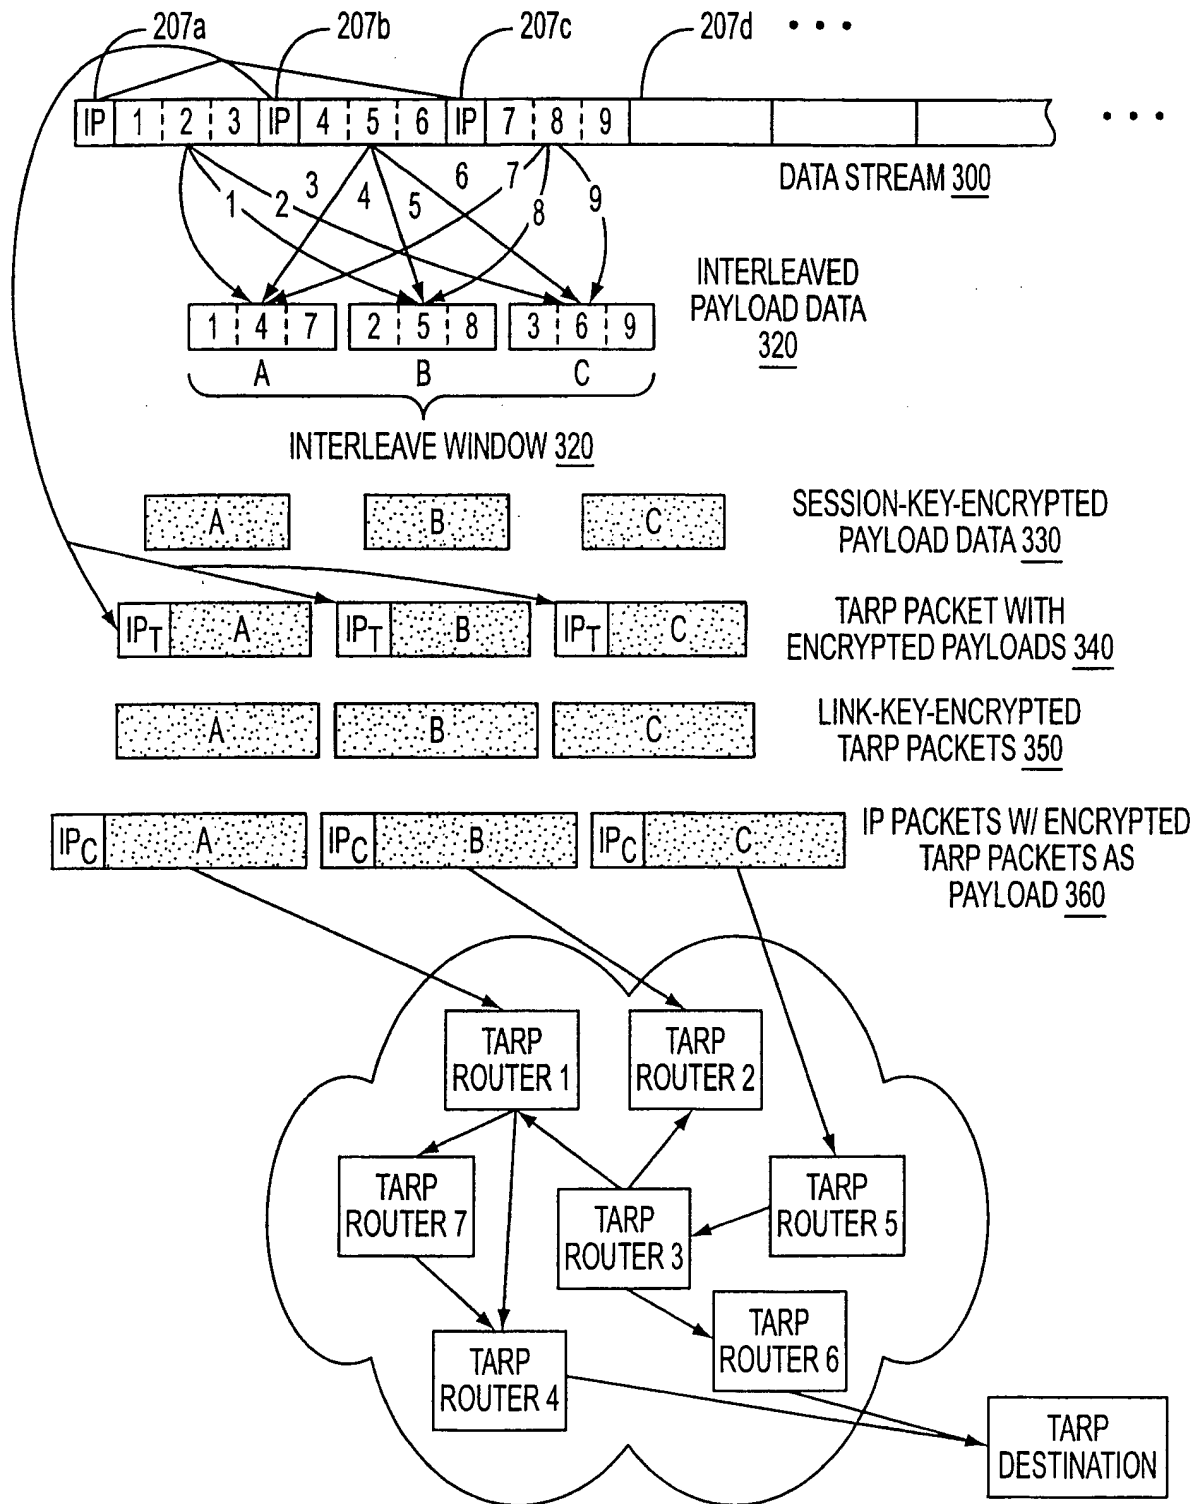 207a 207b 207c 207d • • •
IP 1 2 3 IP 4 5 6 IP 7 8 9 • • •
DATA STREAM 300
1 2 3 4 5 6 7 8 9
INTERLEAVED
PAYLOAD DATA
320
1 4 7 2 5 8 3 6 9
A B C
INTERLEAVE WINDOW 320
A B C
SESSION-KEY-ENCRYPTED
PAYLOAD DATA 330
IPT A IPT B IPT C
TARP PACKET WITH
ENCRYPTED PAYLOADS 340
A B C
LINK-KEY-ENCRYPTED
TARP PACKETS 350
IPC A IPC B IPC C
IP PACKETS W/ ENCRYPTED
TARP PACKETS AS
PAYLOAD 360
TARP
ROUTER 1
TARP
ROUTER 2
TARP
ROUTER 7
TARP
ROUTER 3
TARP
ROUTER 5
TARP
ROUTER 4
TARP
ROUTER 6
TARP
DESTINATION